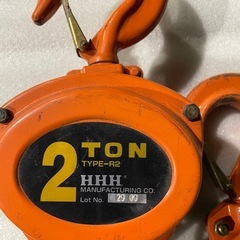 2 TON
TYPE-R2
HHH
MANUFACTURING CO.
Lot No.